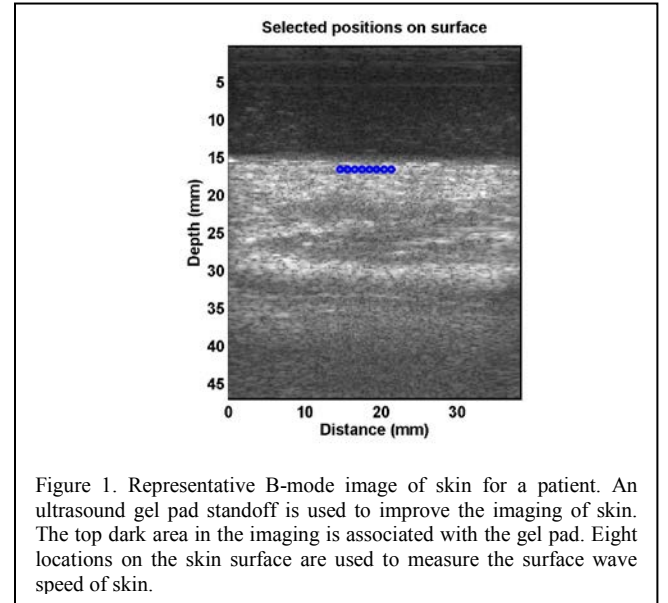 Selected positions on surface
5
10
15
20
25
30
35
40
45
Depth (mm)
0 10 20 30
Distance (mm)
Figure 1. Representative B-mode image of skin for a patient. An
ultrasound gel pad standoff is used to improve the imaging of skin.
The top dark area in the imaging is associated with the gel pad. Eight
locations on the skin surface are used to measure the surface wave
speed of skin.